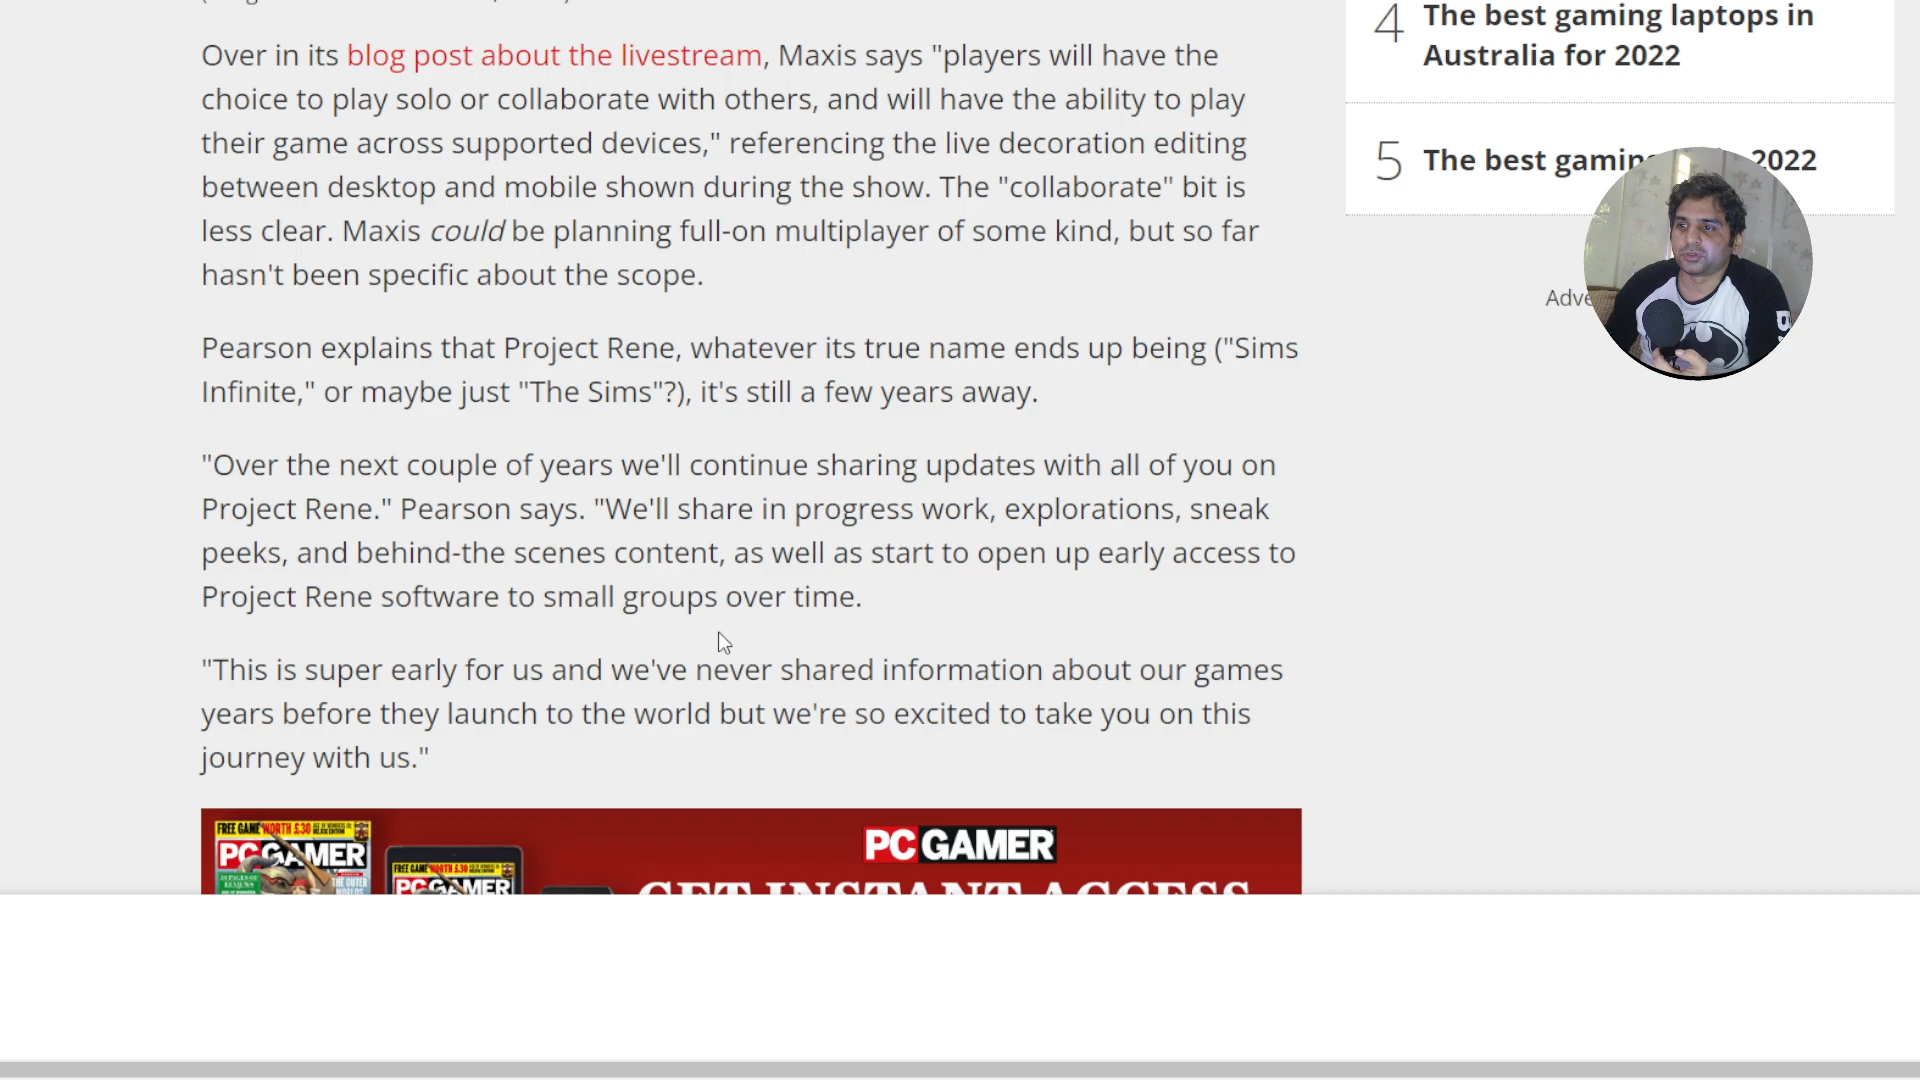 Over in its blog post about the livestream, Maxis says "players will have the
choice to play solo or collaborate with others, and will have the ability to play
their game across supported devices," referencing the live decoration editing
between desktop and mobile shown during the show. The "collaborate" bit is
less clear. Maxis could be planning full-on multiplayer of some kind, but so far
hasn't been specific about the scope.
Pearson explains that Project Rene, whatever its true name ends up being ("Sims
Infinite," or maybe just "The Sims"?), it's still a few years away.
"Over the next couple of years we'll continue sharing updates with all of you on
Project Rene." Pearson says. "We'll share in progress work, explorations, sneak
peeks, and behind-the scenes content, as well as start to open up early access to
Project Rene software to small groups over time.
"This is super early for us and we've never shared information about our games
years before they launch to the world but we're so excited to take you on this
journey with us."
FREE GAME WORTH £30
PC GAMER
FREE GAME WORTH £30
PC GAMER
PC GAMER
GET INSTANT ACCESS
4 The best gaming laptops in
Australia for 2022
5 The best 2022